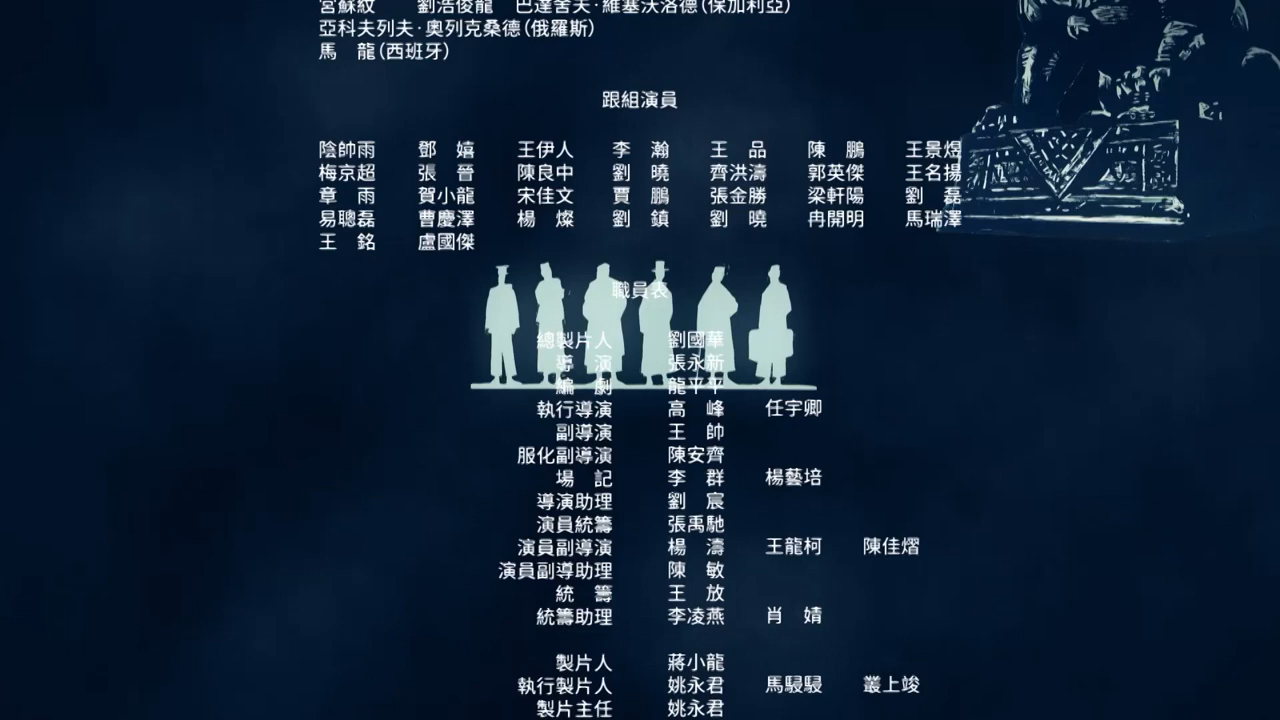 宮蘇紋 劉浩俊龍 巴達舍夫·維塞沃洛德(保加利亞)
亞科夫列夫·奧列克桑德(俄羅斯)
馬 龍(西班牙)
跟組演員
陰帥雨 鄧 嬉 王伊人 李 瀚 王 品 陳 鵬 王景煜
梅京超 張 晉 陳良中 劉 曉 齊洪濤 郭英傑 王名揚
章 雨 賀小龍 宋佳文 賈 鵬 張金勝 梁軒陽 劉 磊
易聰磊 曹慶澤 楊 燦 劉 鎮 劉 曉 冉開明 馬瑞澤
王 銘 盧國傑
職員表
總製片人 劉國華
導 演 張永新
編 劇 龍平平
執行導演 高 峰 任宇卿
副導演 王 帥
服化副導演 陳安齊
場 記 李 群 楊藝培
導演助理 劉 宸
演員統籌 張禹馳
演員副導演 楊 濤 王龍柯 陳佳熠
演員副導助理 陳 敏
統 籌 王 放
統籌助理 李凌燕 肖 婧
製片人 蔣小龍
執行製片人 姚永君 馬騣騣 叢上竣
製片主任 姚永君